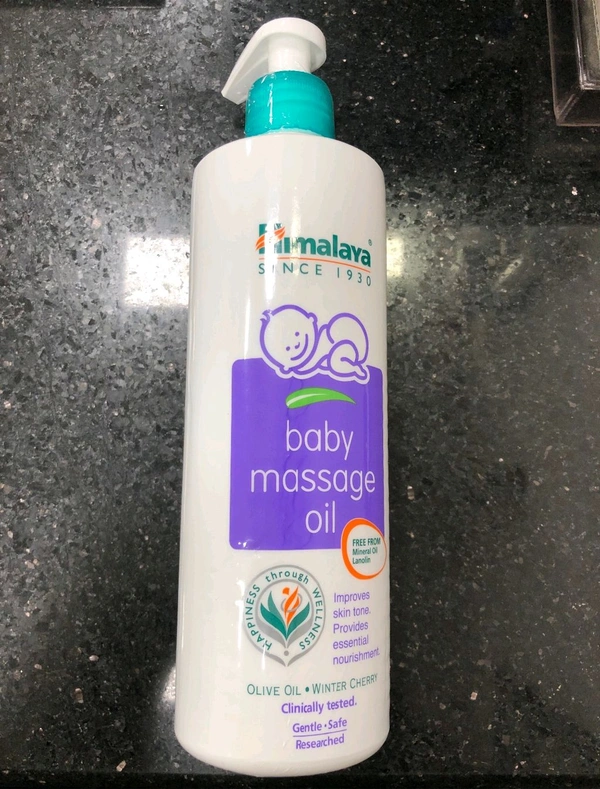 Himalaya®
SINCE 1930
baby
massage
oil
FREE FROM
Mineral Oil
Lanolin
HAPPINESS through WELLNESS
Improves
skin tone.
Provides
essential
nourishment.
OLIVE OIL • WINTER CHERRY
Clinically tested.
Gentle • Safe
Researched